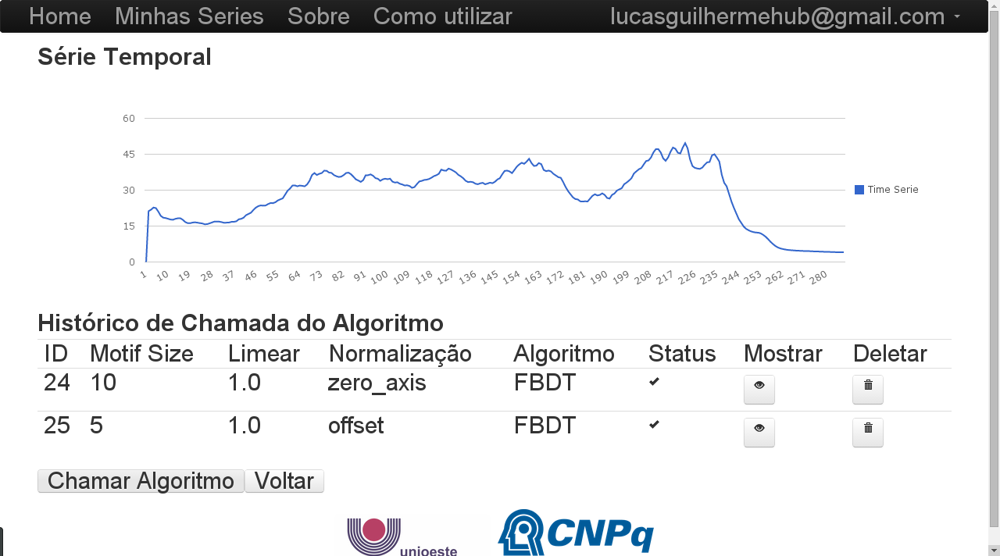 Home Minhas Series Sobre Como utilizar lucasguilhermehub@gmail.com
Série Temporal
60
45
30
15
0
Time Serie
1 10 19 28 37 46 55 64 73 82 91 100 109 118 127 136 145 154 163 172 181 190 199 208 217 226 235 244 253 262 271 280
Histórico de Chamada do Algoritmo
ID Motif Size Limear Normalização Algoritmo Status Mostrar Deletar
24 10 1.0 zero_axis FBDT
25 5 1.0 offset FBDT
Chamar Algoritmo Voltar
unioeste CNPq